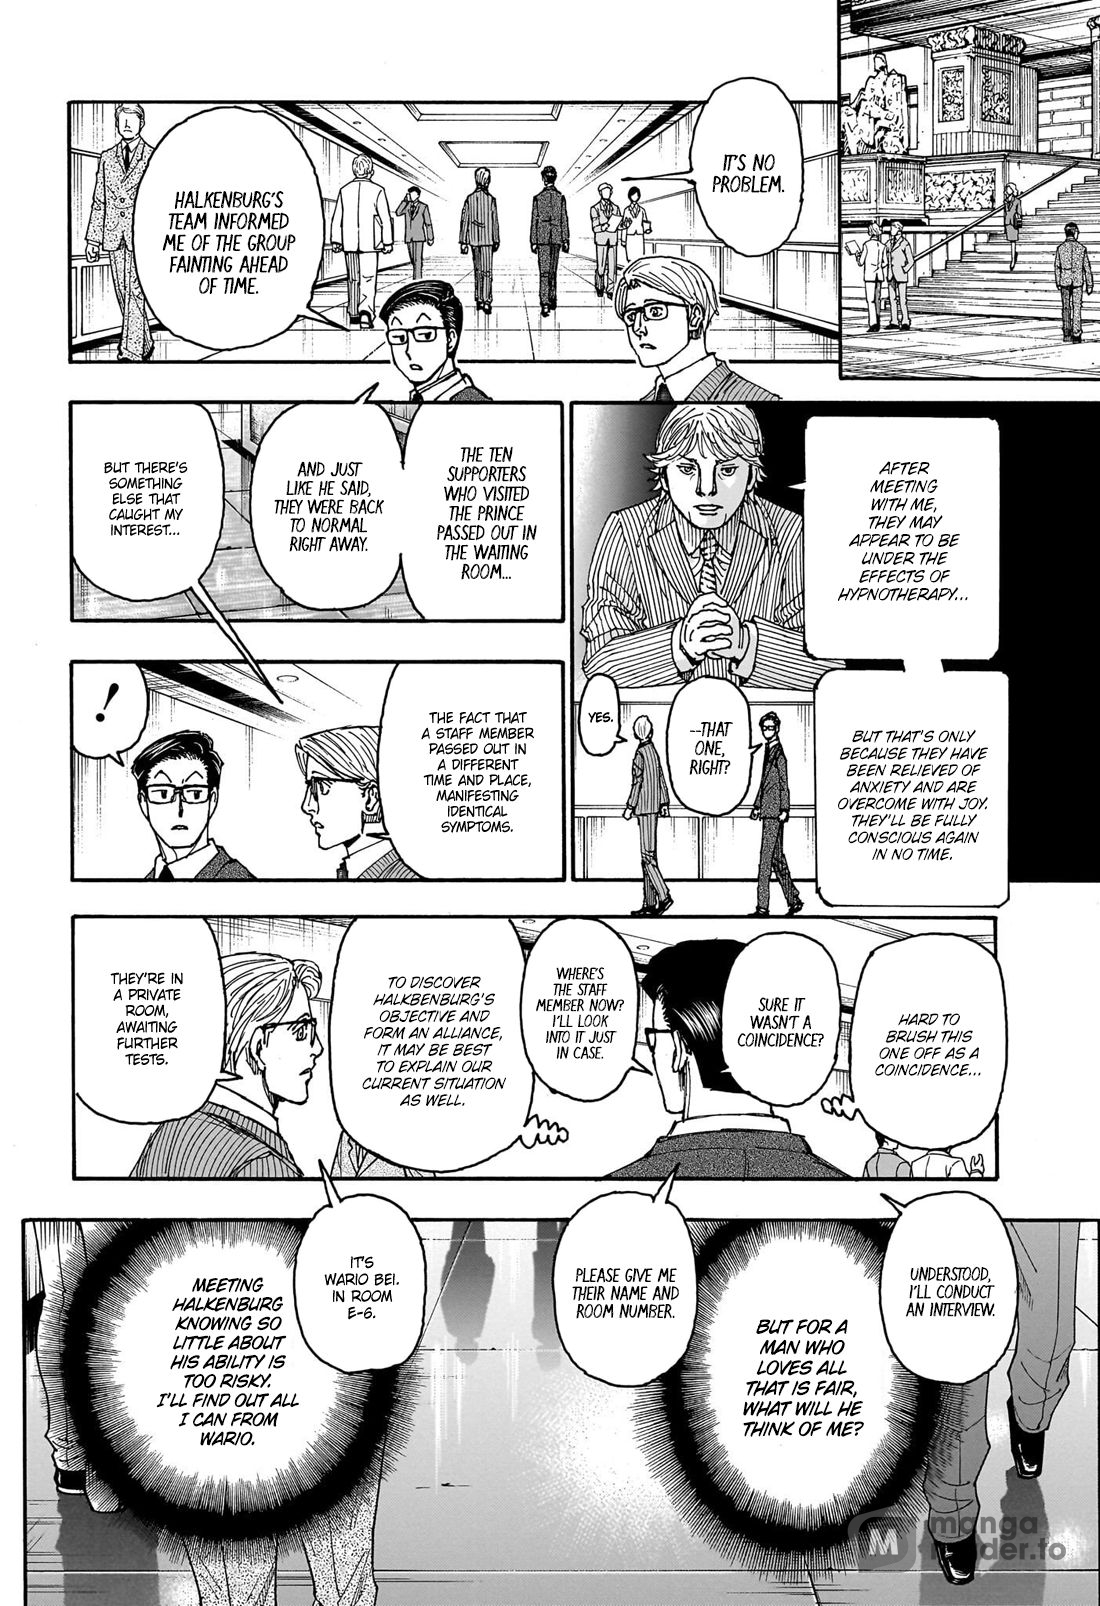 IT'S NO
PROBLEM.
HALKENBURG'S
TEAM INFORMED
ME OF THE GROUP
FAINTING AHEAD
OF TIME.
AFTER
MEETING
WITH ME,
THEY MAY
APPEAR TO BE
UNDER THE
EFFECTS OF
HYPNOTHERAPY...
BUT THAT'S ONLY
BECAUSE THEY HAVE
BEEN RELIEVED OF
ANXIETY AND ARE
OVERCOME WITH JOY.
THEY'LL BE FULLY
CONSCIOUS AGAIN
IN NO TIME.
--THAT
ONE,
RIGHT?
YES.
THE TEN
SUPPORTERS
WHO VISITED
THE PRINCE
PASSED OUT IN
THE WAITING
ROOM...
AND JUST
LIKE HE SAID,
THEY WERE BACK
TO NORMAL
RIGHT AWAY.
BUT THERE'S
SOMETHING
ELSE THAT
CAUGHT MY
INTEREST...
THE FACT THAT
A STAFF MEMBER
PASSED OUT IN
A DIFFERENT
TIME AND PLACE,
MANIFESTING
IDENTICAL
SYMPTOMS.
!
HARD TO
BRUSH THIS
ONE OFF AS A
COINCIDENCE...
SURE IT
WASN'T A
COINCIDENCE?
WHERE'S
THE STAFF
MEMBER NOW?
I'LL LOOK
INTO IT JUST
IN CASE.
TO DISCOVER
HALKBENBURG'S
OBJECTIVE AND
FORM AN ALLIANCE,
IT MAY BE BEST
TO EXPLAIN OUR
CURRENT SITUATION
AS WELL.
THEY'RE IN
A PRIVATE
ROOM,
AWAITING
FURTHER
TESTS.
UNDERSTOOD,
I'LL CONDUCT
AN INTERVIEW.
BUT FOR A
MAN WHO
LOVES ALL
THAT IS FAIR,
WHAT WILL HE
THINK OF ME?
PLEASE GIVE ME
THEIR NAME AND
ROOM NUMBER.
IT'S
WARIO BEI.
IN ROOM
E-6.
MEETING
HALKENBURG
KNOWING SO
LITTLE ABOUT
HIS ABILITY IS
TOO RISKY.
I'LL FIND OUT ALL
I CAN FROM
WARIO.
manga
reader.to